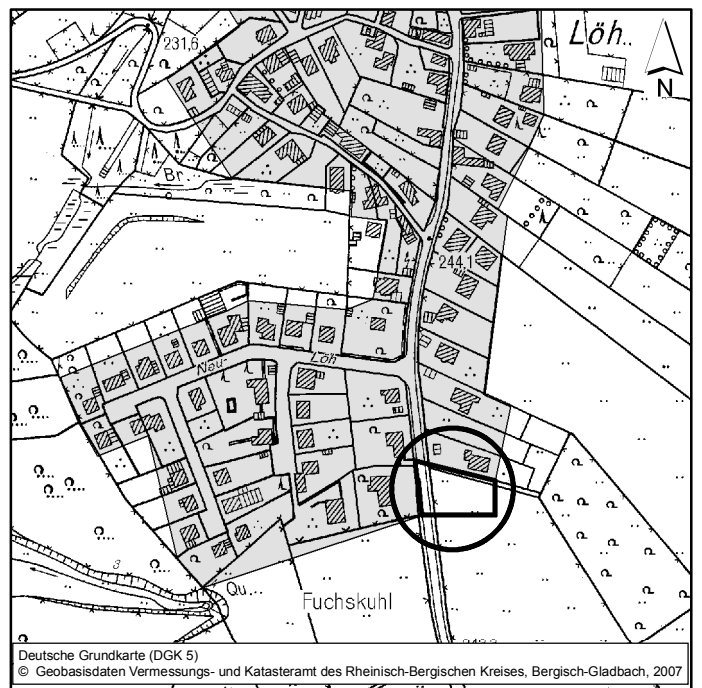 231,6
Löh..
N
Br.
244,1
Neu-
Löh
Qu..
Fuchskuhl
Deutsche Grundkarte (DGK 5)
© Geobasisdaten Vermessungs- und Katasteramt des Rheinisch-Bergischen Kreises, Bergisch-Gladbach, 2007